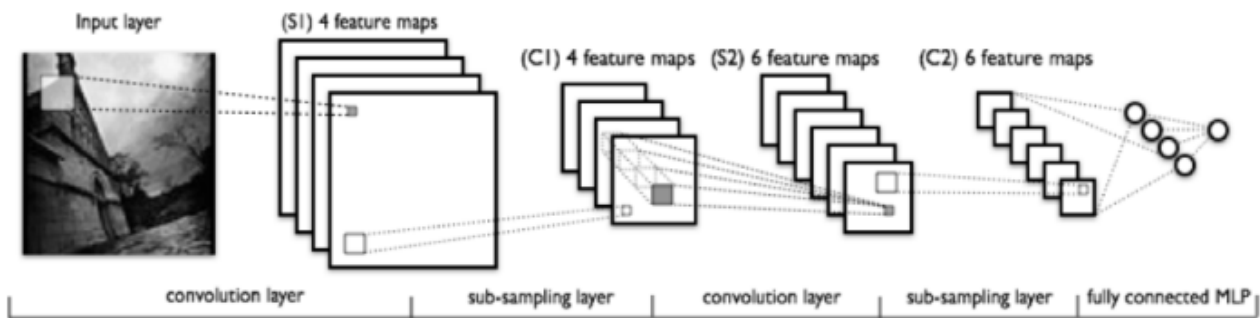 Input layer
(S1) 4 feature maps
(C1) 4 feature maps
(S2) 6 feature maps
(C2) 6 feature maps
convolution layer
sub-sampling layer
convolution layer
sub-sampling layer
fully connected MLP